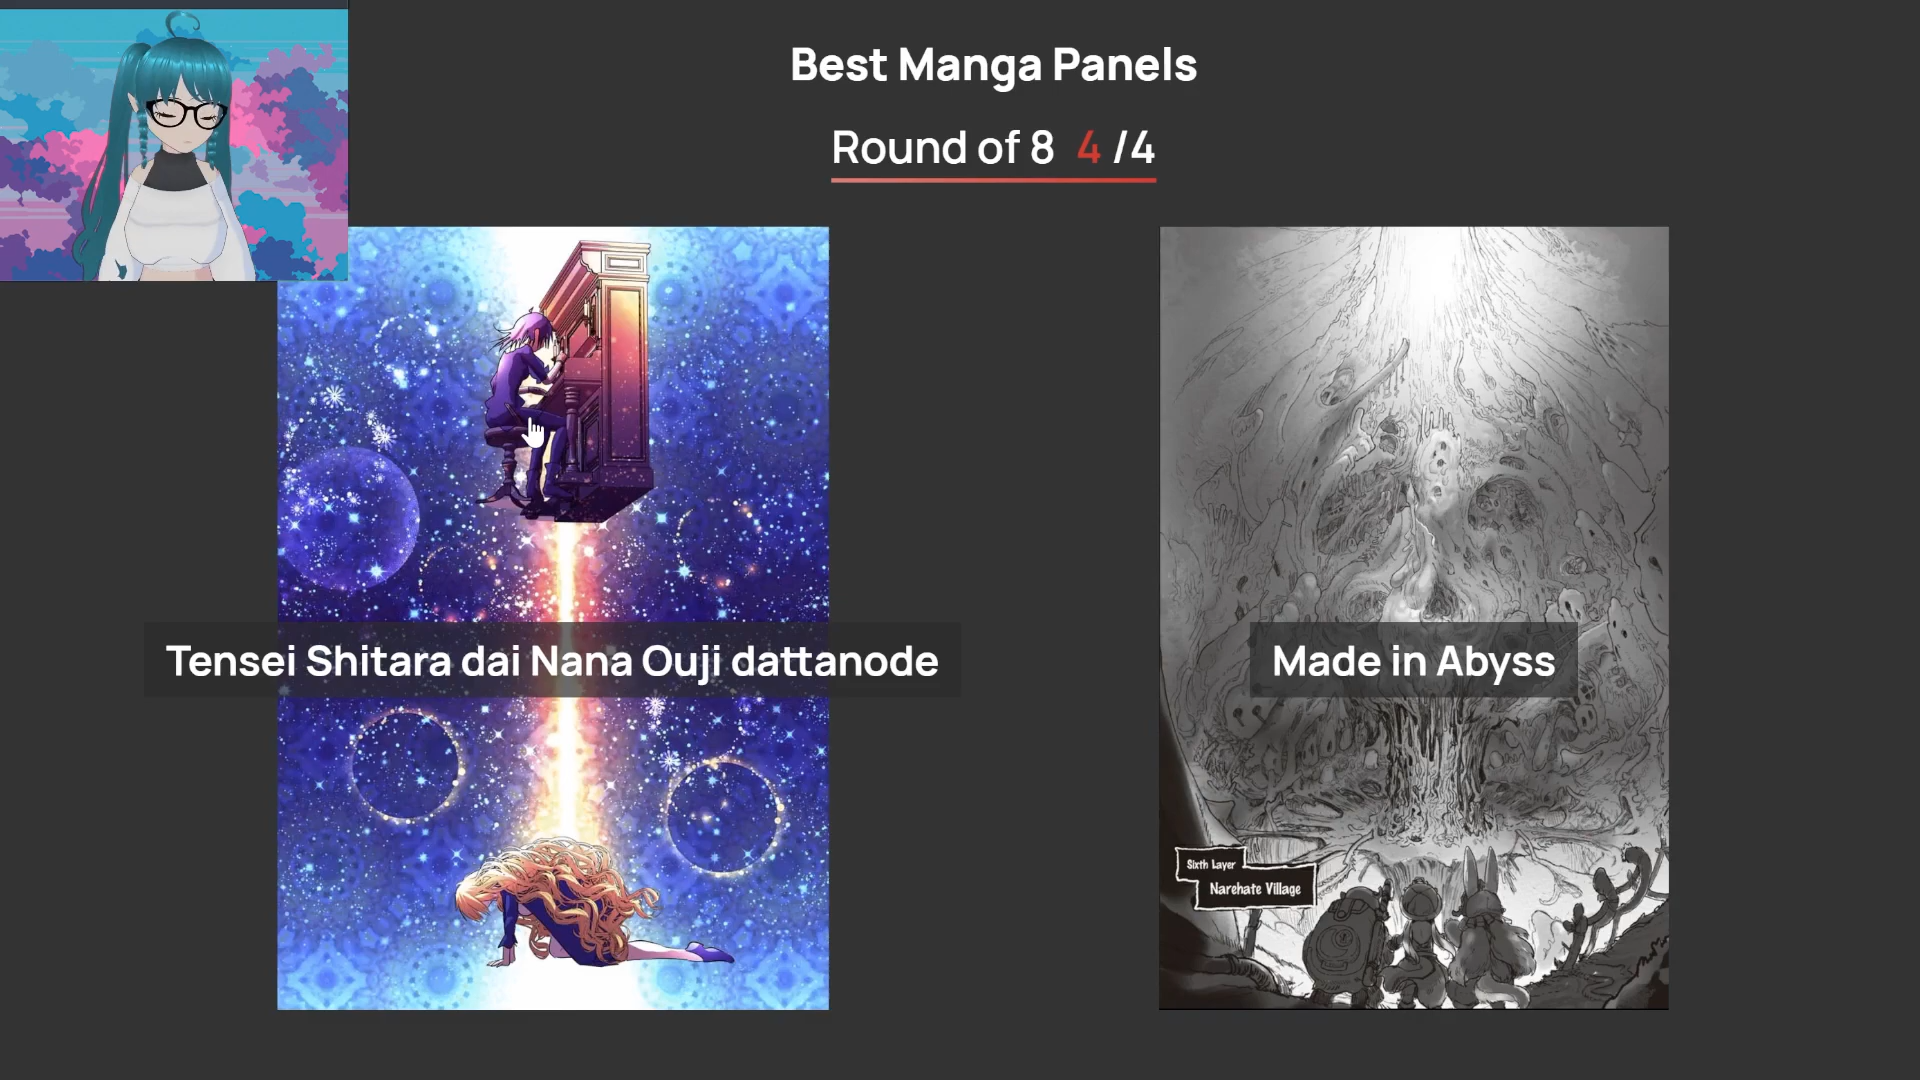 Best Manga Panels
Round of 8 4 /4
Tensei Shitara dai Nana Ouji dattanode
Made in Abyss
Sixth Layer
Narehate Village